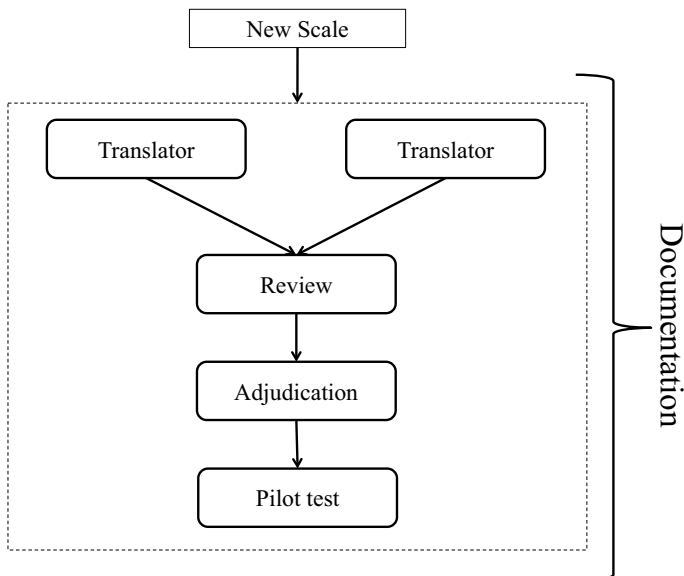 New Scale
Translator
Translator
Review
Adjudication
Pilot test
Documentation